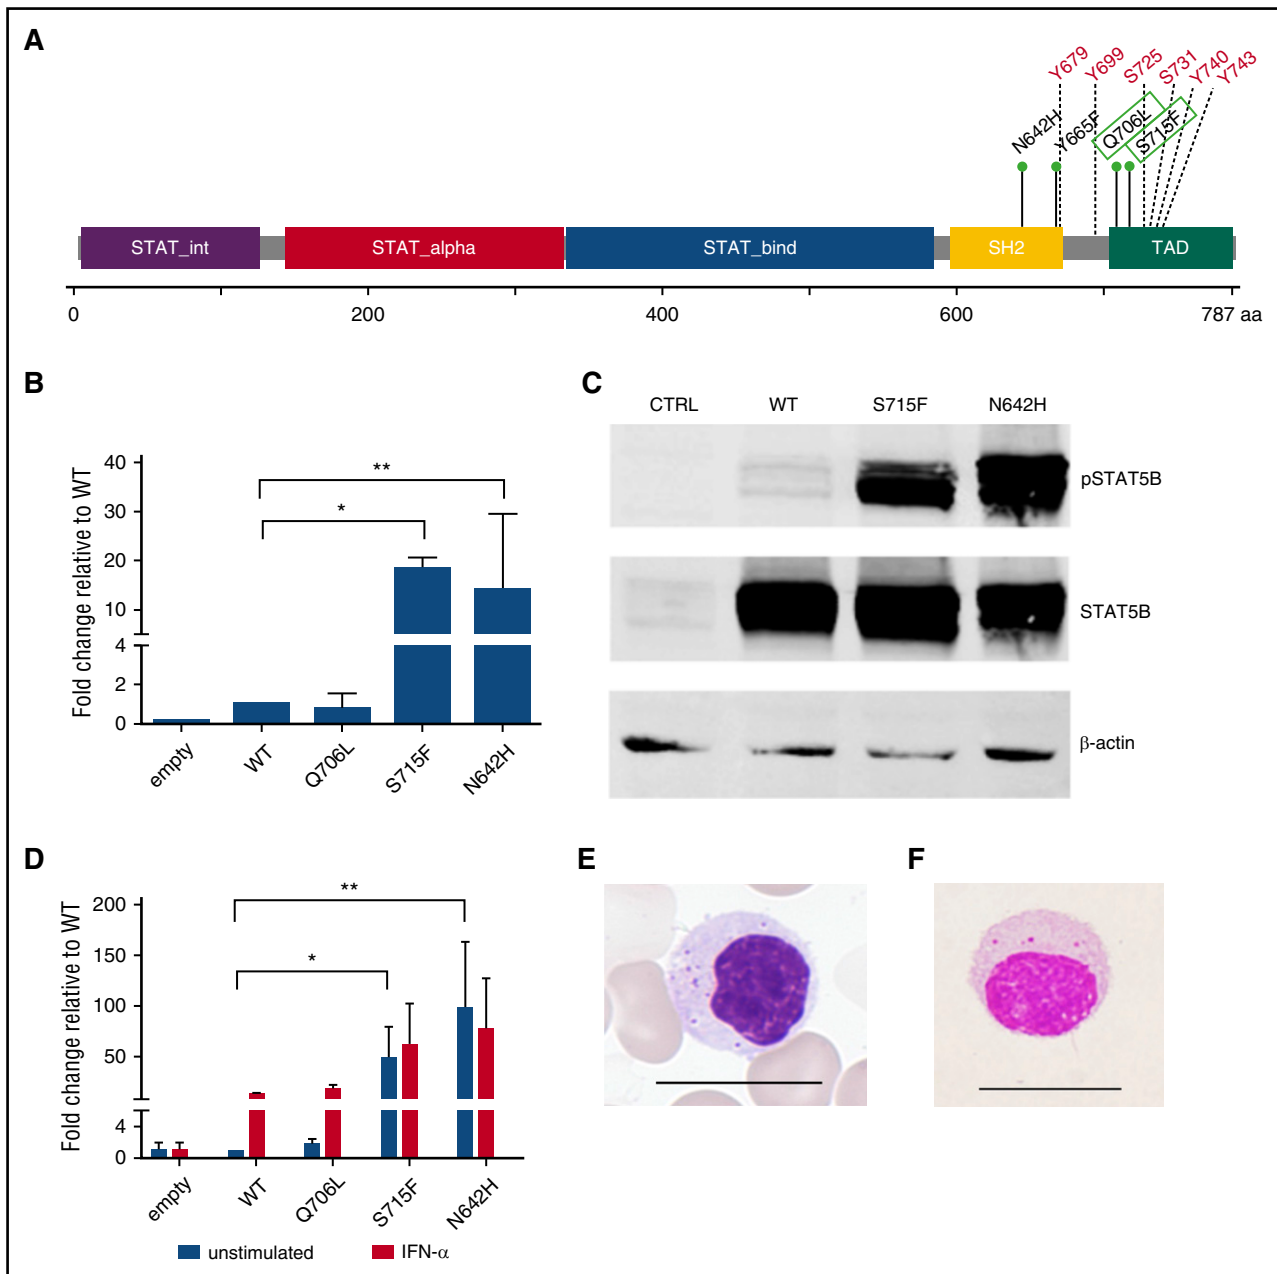 A
Y679 Y699 S725 S731 Y740 Y743
N642H Y665F Q706L S715F
STAT_int STAT_alpha STAT_bind SH2 TAD
0 200 400 600 787 aa
B
Fold change relative to WT
40
30
20
10
4
2
0
**
*
empty WT Q706L S715F N642H
C
CTRL WT S715F N642H
pSTAT5B
STAT5B
β-actin
D
Fold change relative to WT
200
150
100
50
4
0
**
*
empty WT Q706L S715F N642H
unstimulated IFN-α
E
F